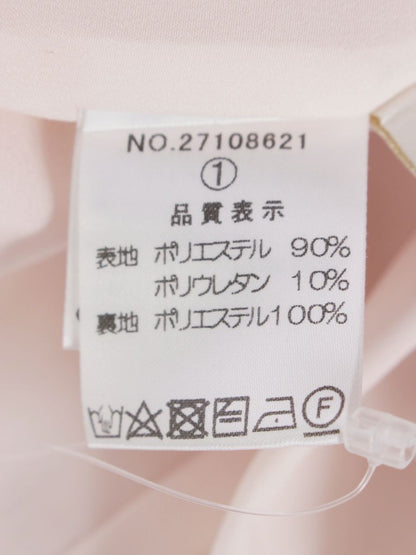 NO.27108621
①
品質表示
表地 ポリエステル 90%
ポリウレタン 10%
裏地 ポリエステル100%
F